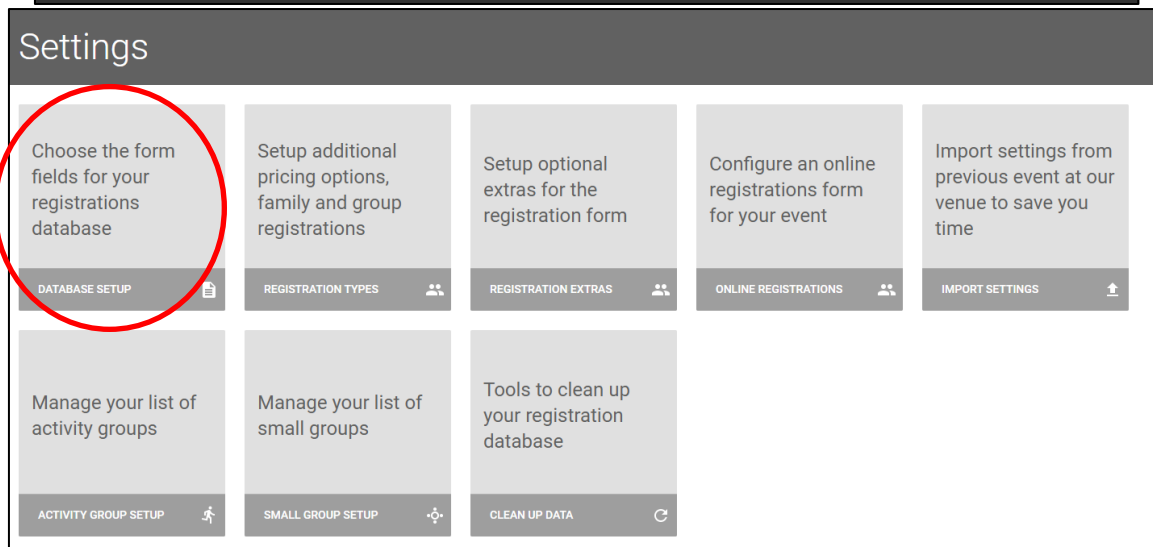 Settings
Choose the form
fields for your
registrations
database
DATABASE SETUP
Setup additional
pricing options,
family and group
registrations
REGISTRATION TYPES
Setup optional
extras for the
registration form
REGISTRATION EXTRAS
Configure an online
registrations form
for your event
ONLINE REGISTRATIONS
Import settings from
previous event at our
venue to save you
time
IMPORT SETTINGS
Manage your list of
activity groups
ACTIVITY GROUP SETUP
Manage your list of
small groups
SMALL GROUP SETUP
Tools to clean up
your registration
database
CLEAN UP DATA